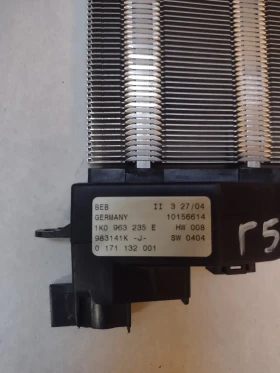 BEB II 3 27/04
GERMANY 10156614
1K0 963 235 E HW 008
983141K -J- SW 0404
0 171 132 001